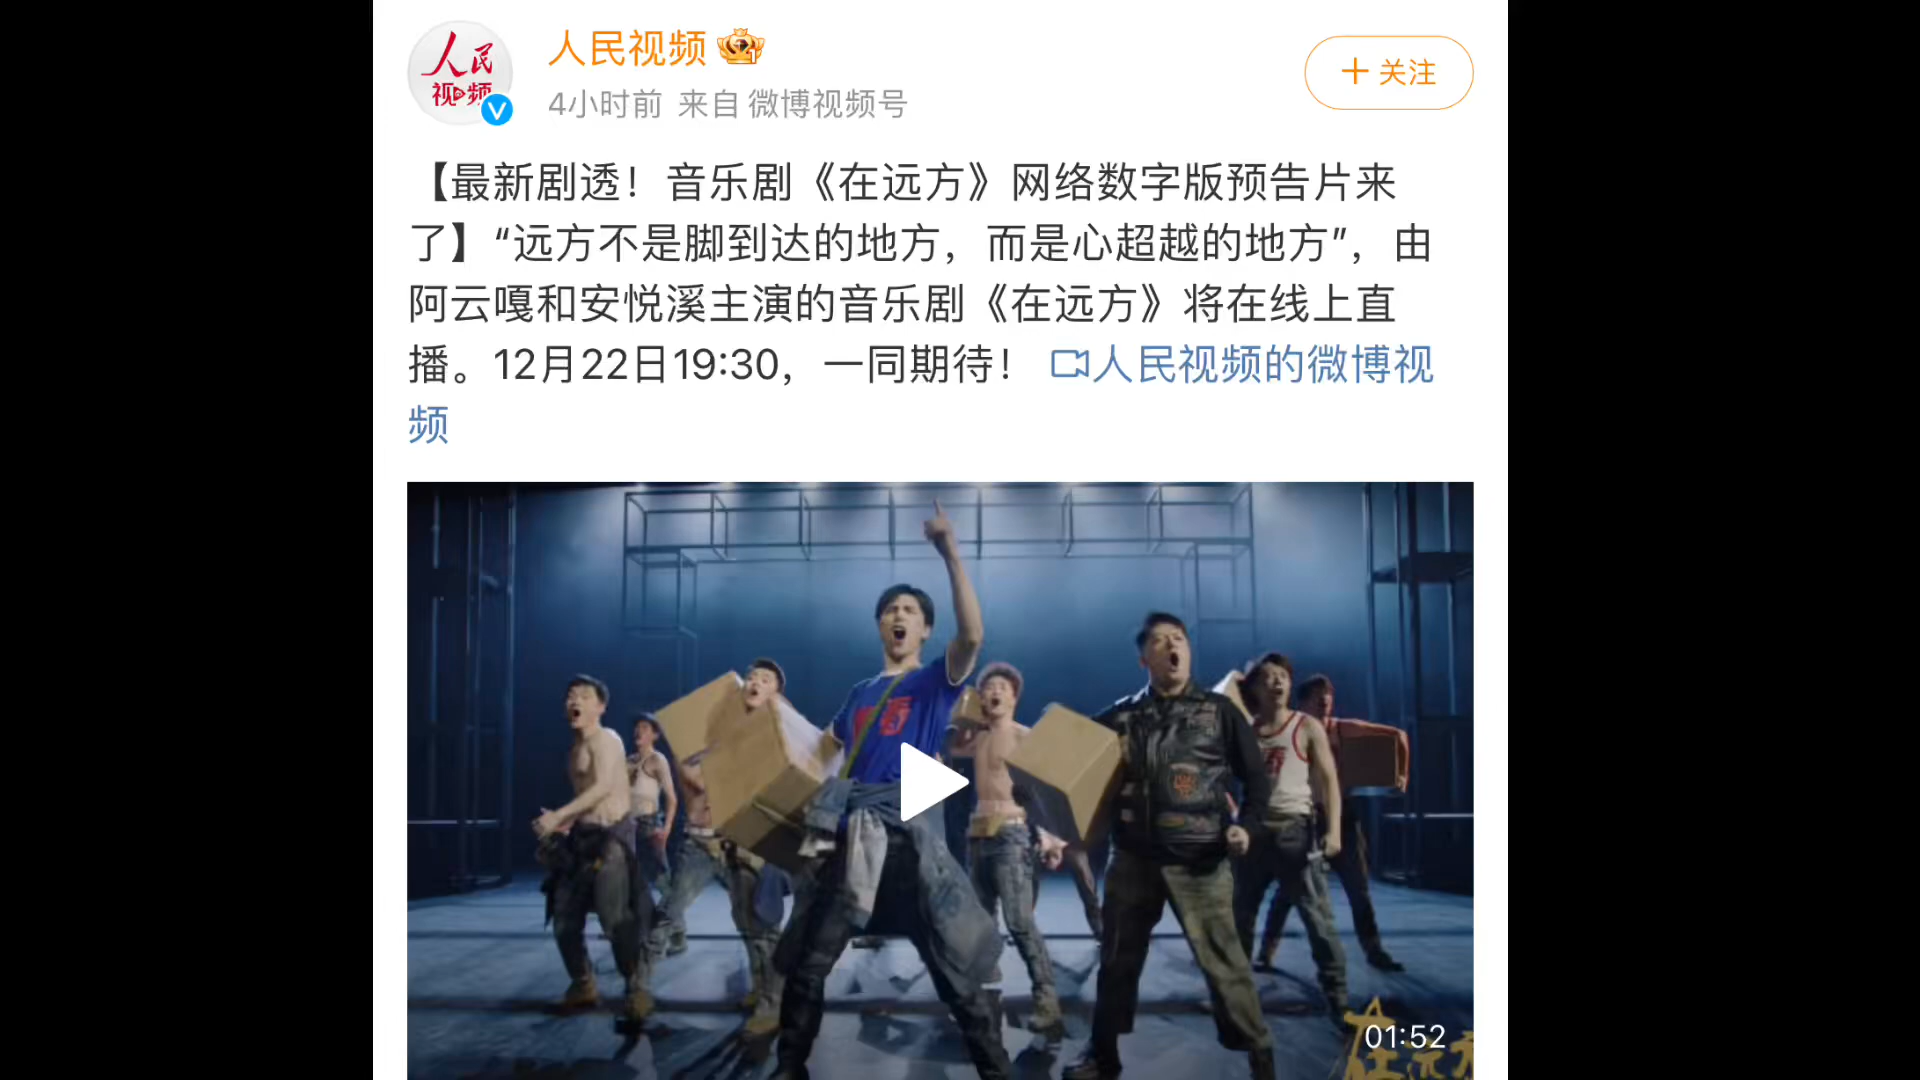 人民
视频
人民视频
1
+ 关注
4小时前 来自 微博视频号
【最新剧透！音乐剧《在远方》网络数字版预告片来
了】“远方不是脚到达的地方，而是心超越的地方”，由
阿云嘎和安悦溪主演的音乐剧《在远方》将在线上直
播。12月22日19:30，一同期待！ 人民视频的微博视
频
01:52
在远方